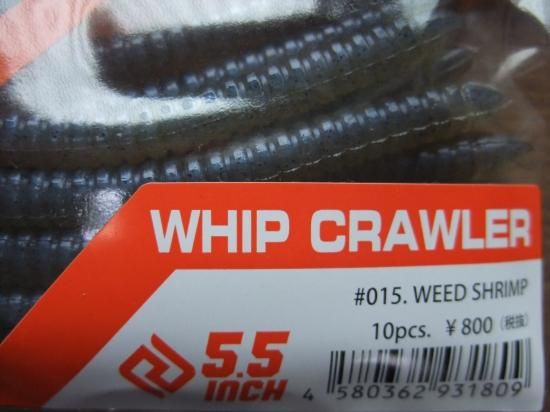 WHIP CRAWLER
#015. WEED SHRIMP
10pcs. ¥800 (税抜)
5.5
INCH
4 580362 931809